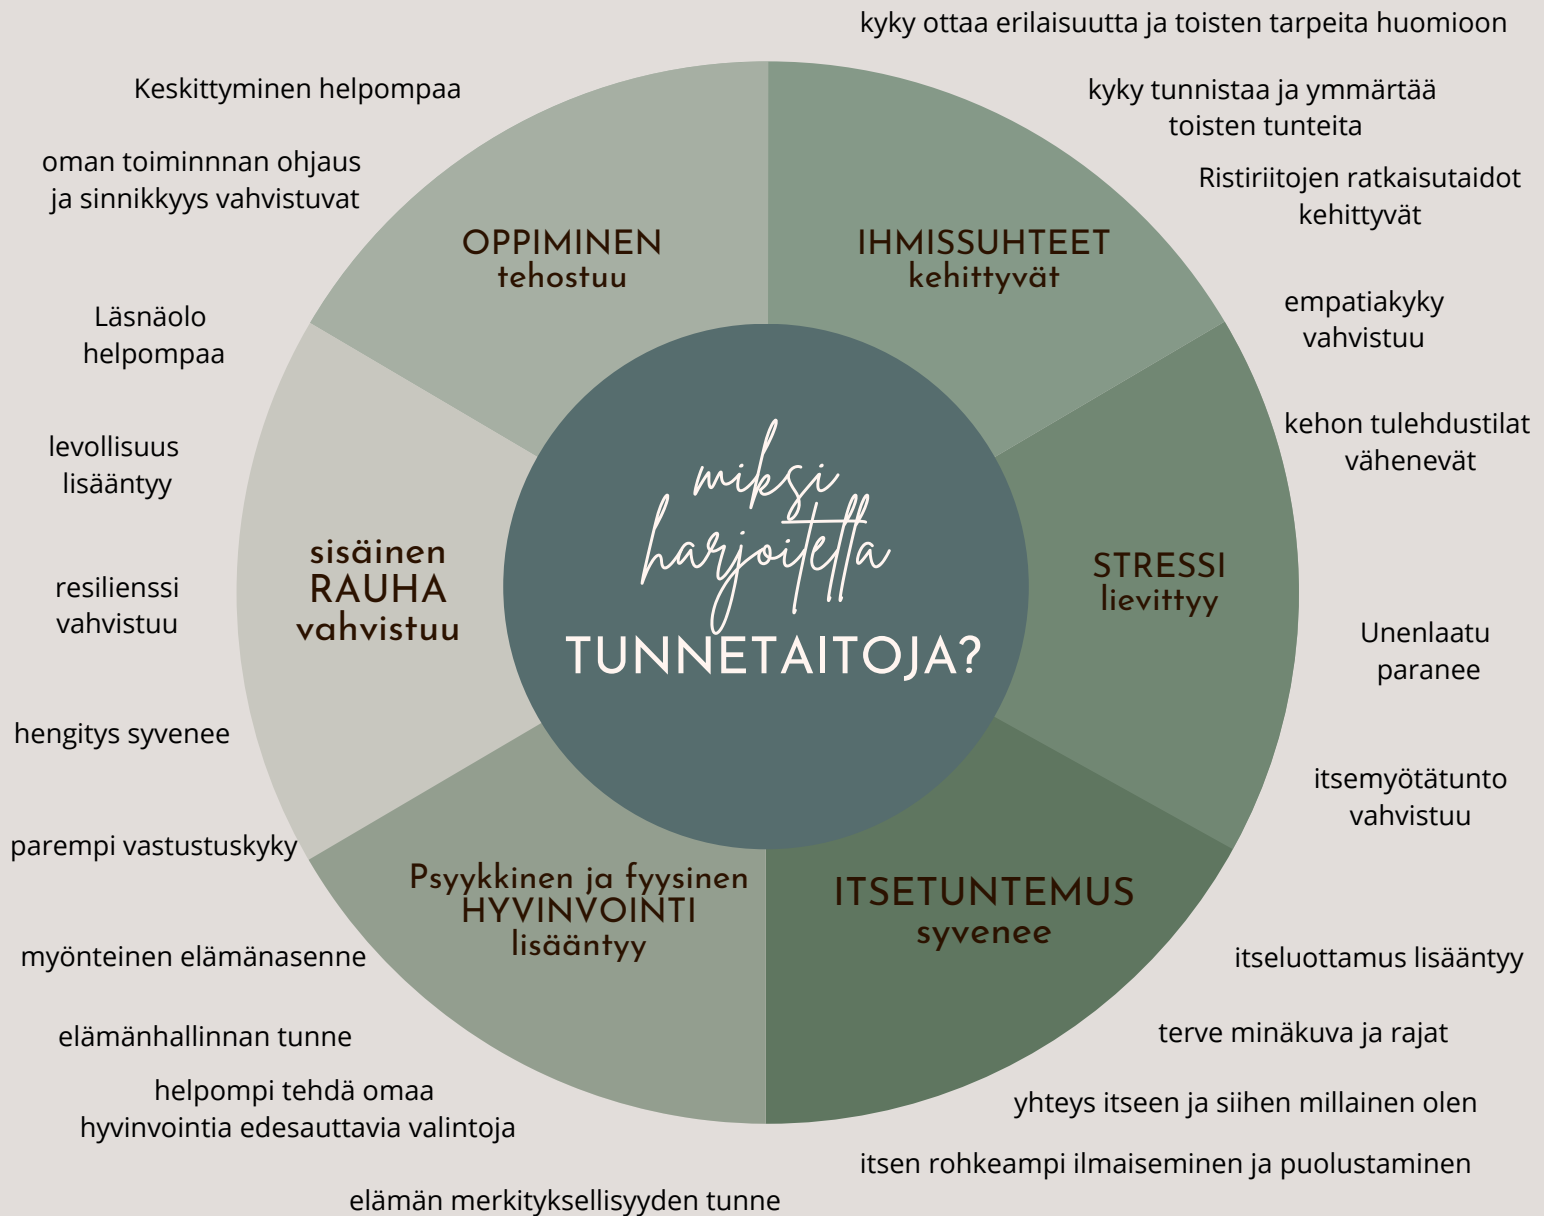 kyky ottaa erilaisuutta ja toisten tarpeita huomioon
Keskittyminen helpompaa
kyky tunnistaa ja ymmärtää
toisten tunteita
oman toiminnnan ohjaus
ja sinnikkyys vahvistuvat
Ristiriitojen ratkaisutaidot
kehittyvät
OPPIMINEN
tehostuu
IHMISSUHTEET
kehittyvät
Läsnäolo
helpompaa
empatiakyky
vahvistuu
levollisuus
lisääntyy
kehon tulehdustilat
vähenevät
miksi
harjoitella
TUNNETAITOJA?
sisäinen
RAUHA
vahvistuu
STRESSI
lievittyy
resilienssi
vahvistuu
Unenlaatu
paranee
hengitys syvenee
itsemyötätunto
vahvistuu
parempi vastustuskyky
Psyykkinen ja fyysinen
HYVINVOINTI
lisääntyy
ITSETUNTEMUS
syvenee
myönteinen elämänasenne
itseluottamus lisääntyy
elämänhallinnan tunne
terve minäkuva ja rajat
helpompi tehdä omaa
hyvinvointia edesauttavia valintoja
yhteys itseen ja siihen millainen olen
itsen rohkeampi ilmaiseminen ja puolustaminen
elämän merkityksellisyyden tunne